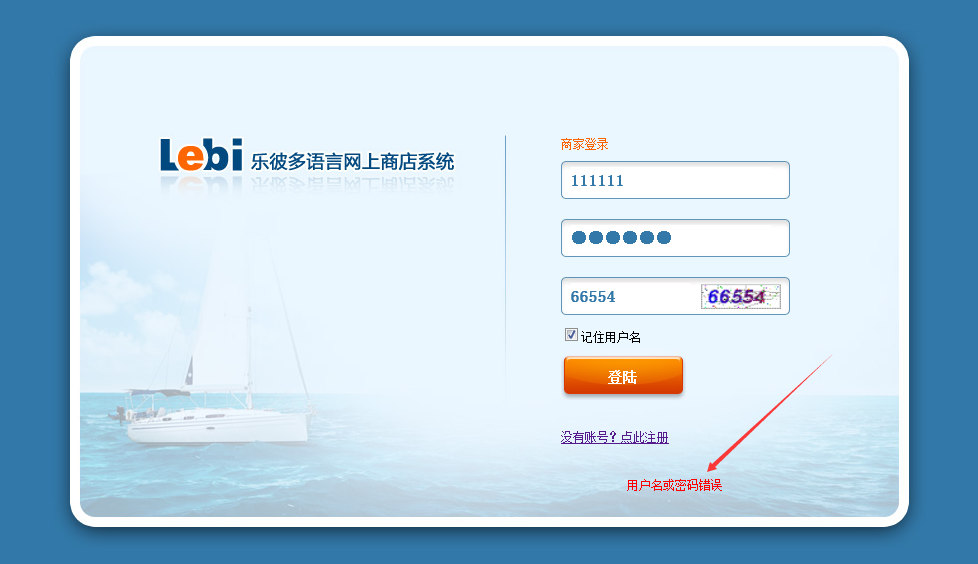 Lebi 乐彼多语言网上商店系统
商家登录
111111
●●●●●●
66554 66554
记住用户名
登陆
没有账号？点此注册
用户名或密码错误